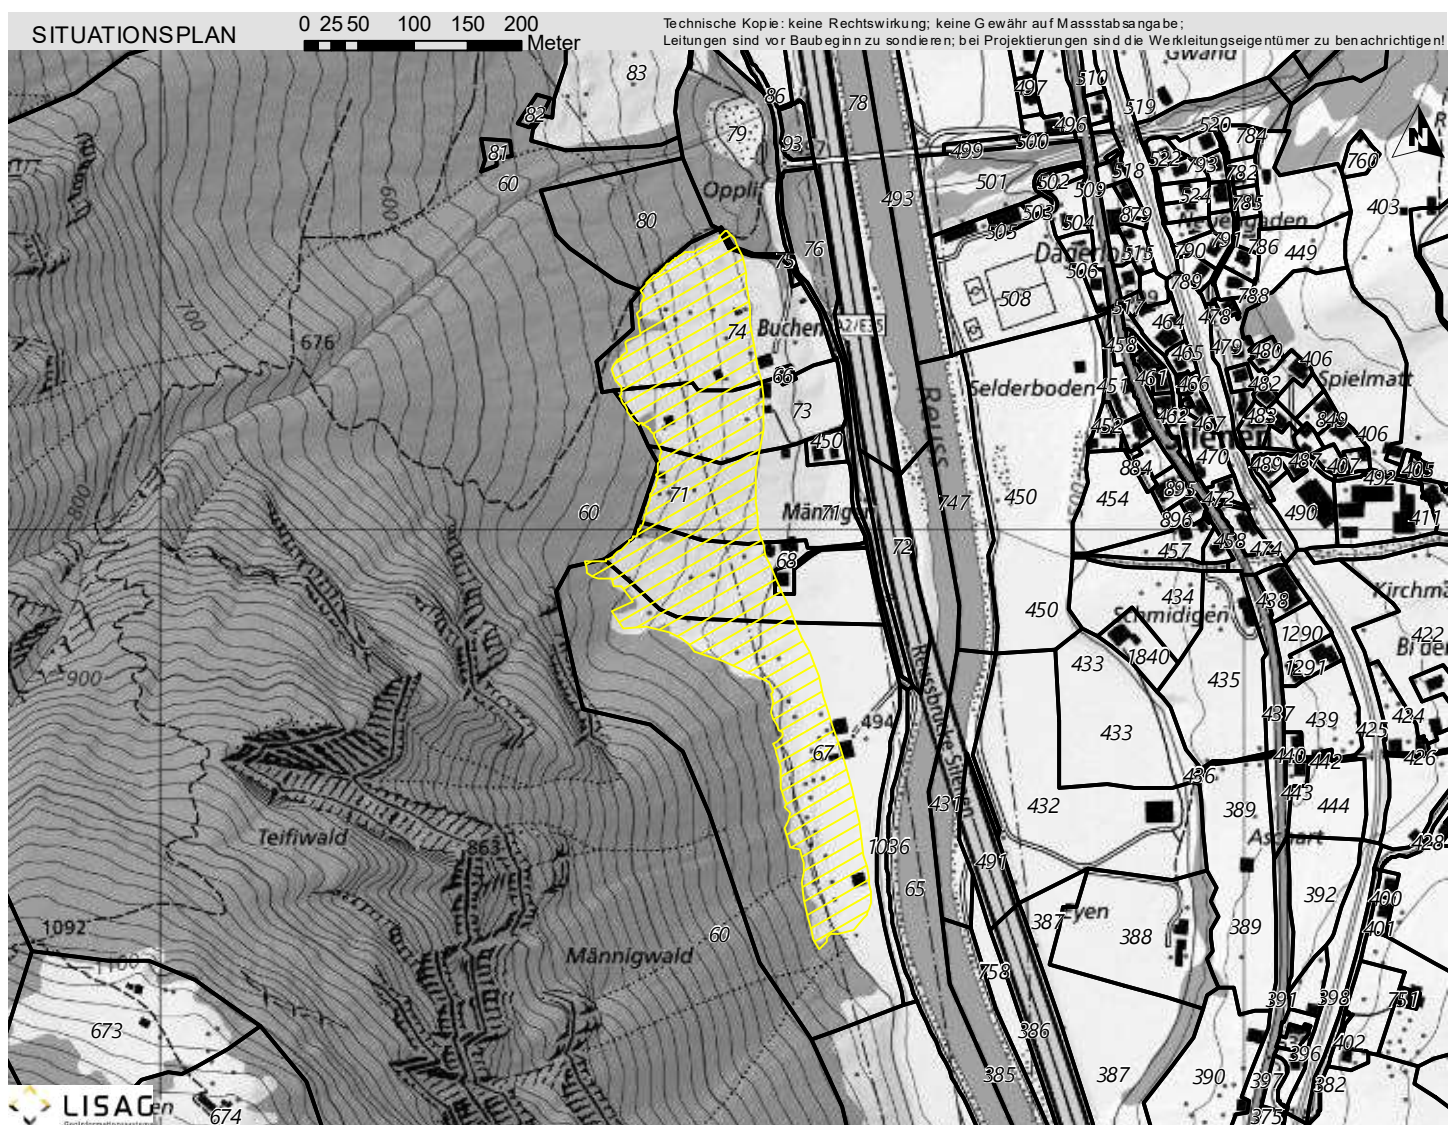 SITUATIONSPLAN
0 25 50 100 150 200
Meter
Technische Kopie: keine Rechtswirkung; keine Gewähr auf Massstabsangabe;
Leitungen sind vor Baubeginn zu sondieren; bei Projektierungen sind die Werkleitungseigentümer zu benachrichtigen!
83 86 78 497 510 Gwand
82 79 93 499 500 496 519 520 784
81 60 522 793 760 N
80 Oppli 493 501 502 509 518 524 782 785 403
600 76 505 503 504 879
75 506 515 790 791 786 449
700 508 517 789 788
676 74 Buchen A2/E35 458 464 478 479
66 465 480 406
Selderboden 451 461 466 482 Spielmatt
73 462 467 483 849
450 452 470 489 487 407 406
Silenen 492 405
884
800 71 450 454 895 472
60 71 747 896 490 411
Reuss
72 457 458 474
68
434 438 Kirchma
450 Schmidigen 1290 422
433 1840 1291
900 435
494 433 437 439 424
67 425
440 442 426
436
Reussbrücke Silenen
431 432 443 444
389
Teifiwald
863 1036 428
491
65 392 400
1092 60 387 Eyen 388 389 401
Männigwald
758 391 398 751
673 386 396 402
385 387 390 397 382
LISAG
674 375